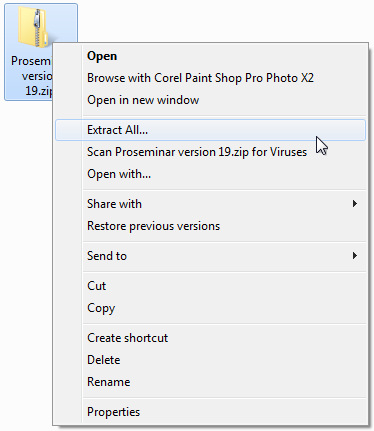 Prosem
versio
19.zip
Open
Browse with Corel Paint Shop Pro Photo X2
Open in new window
Extract All...
Scan Proseminar version 19.zip for Viruses
Open with...
Share with
Restore previous versions
Send to
Cut
Copy
Create shortcut
Delete
Rename
Properties